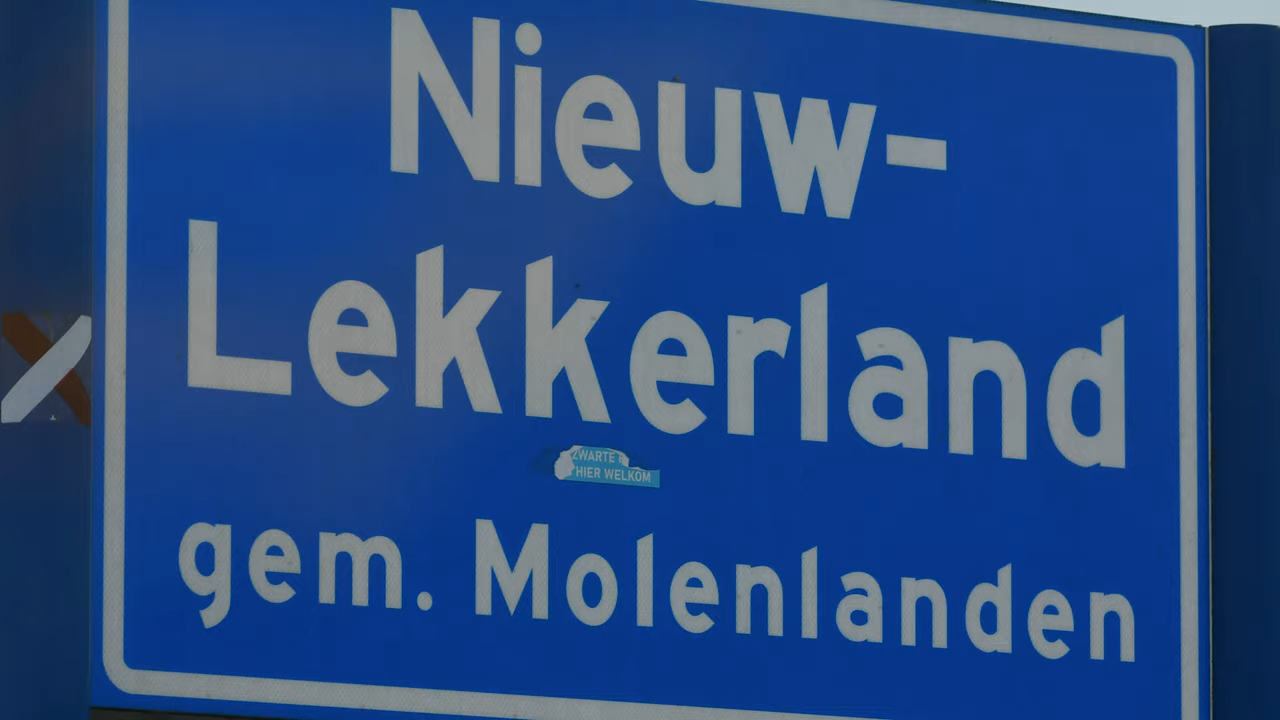 Nieuw-
Lekkerland
ZWARTE
HIER WELKOM
gem. Molenlanden